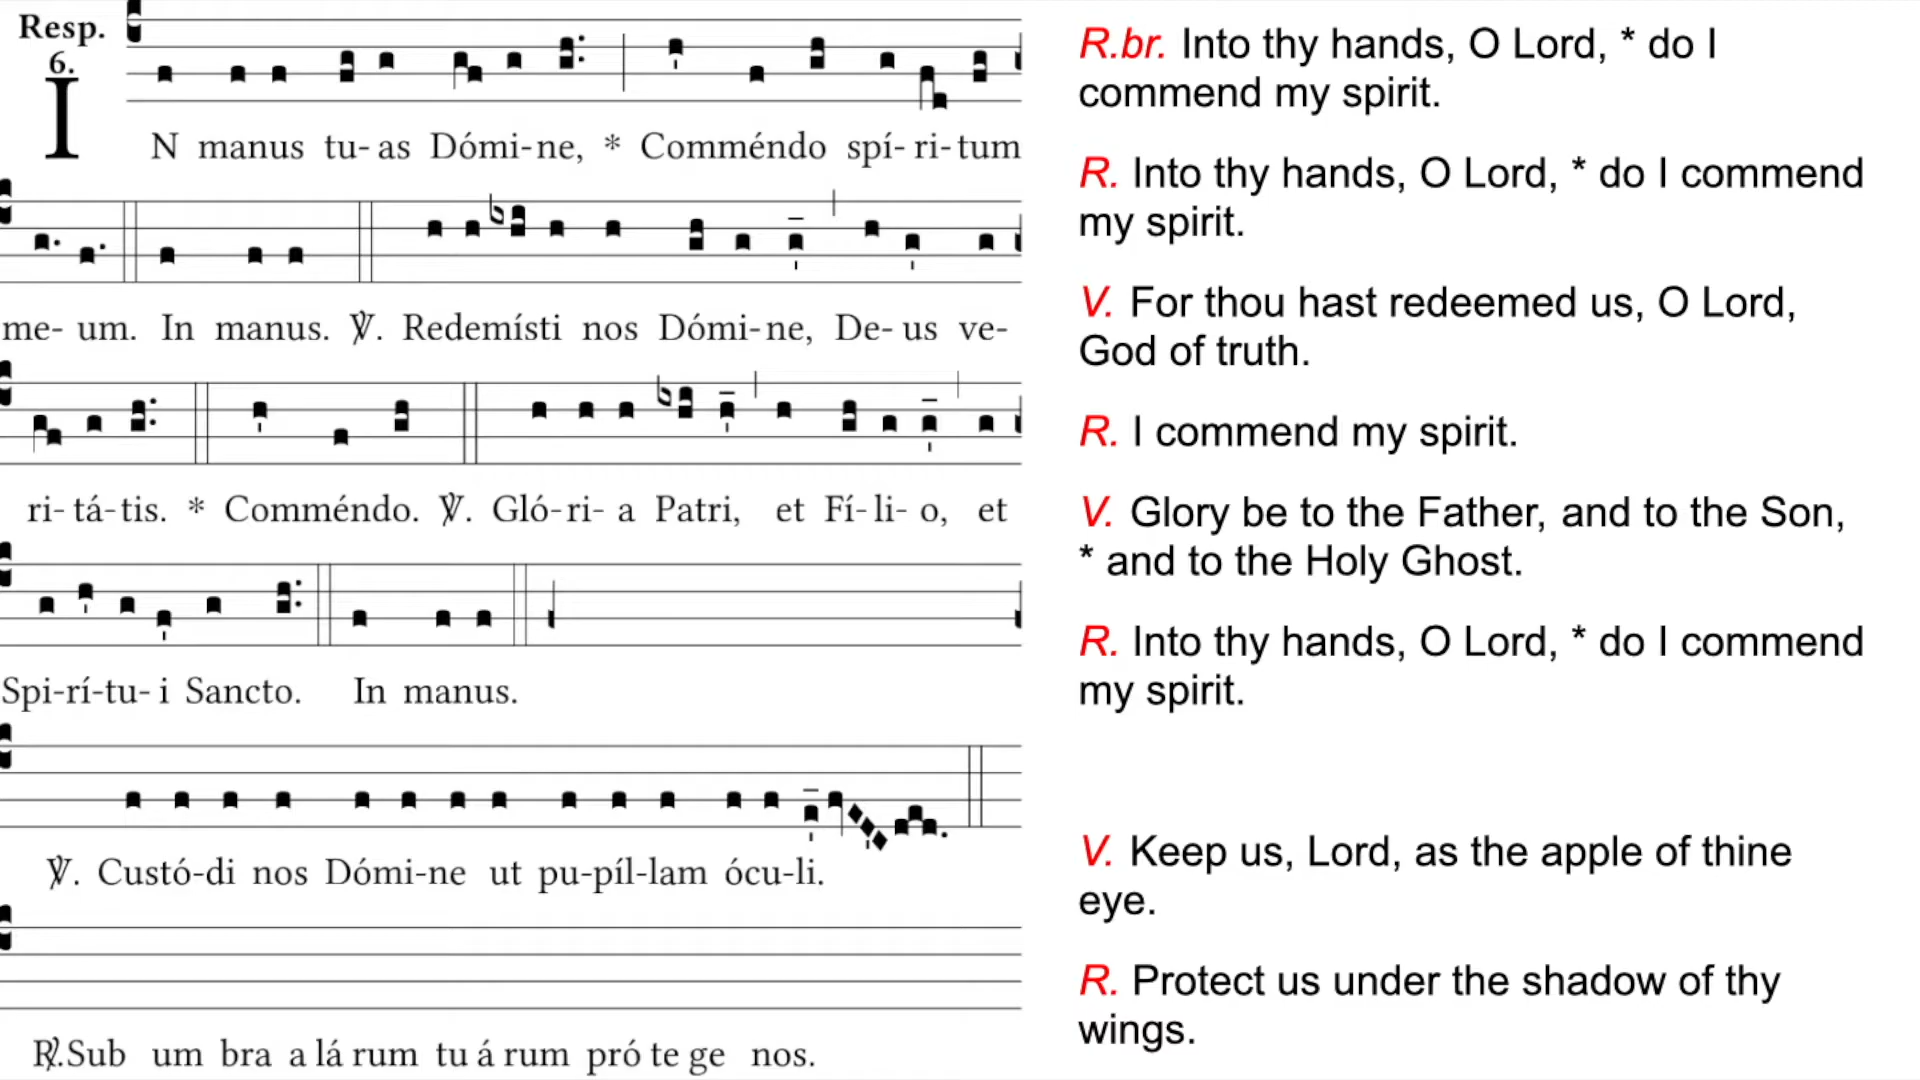 Resp.
6.
IN manus tu- as Dómi-ne, * Comméndo spí- ri-tum
me- um. In manus. ℣. Redemísti nos Dómi-ne, De- us ve-
ri- tá-tis. * Comméndo. ℣. Gló-ri- a Patri, et Fí-li- o, et
Spi-rí-tu- i Sancto. In manus.
℣. Custó-di nos Dómi-ne ut pu-píl-lam ócu-li.
℟.Sub um bra a lá rum tu á rum pró te ge nos.
R.br. Into thy hands, O Lord, * do I
commend my spirit.
R. Into thy hands, O Lord, * do I commend
my spirit.
V. For thou hast redeemed us, O Lord,
God of truth.
R. I commend my spirit.
V. Glory be to the Father, and to the Son,
* and to the Holy Ghost.
R. Into thy hands, O Lord, * do I commend
my spirit.
V. Keep us, Lord, as the apple of thine
eye.
R. Protect us under the shadow of thy
wings.